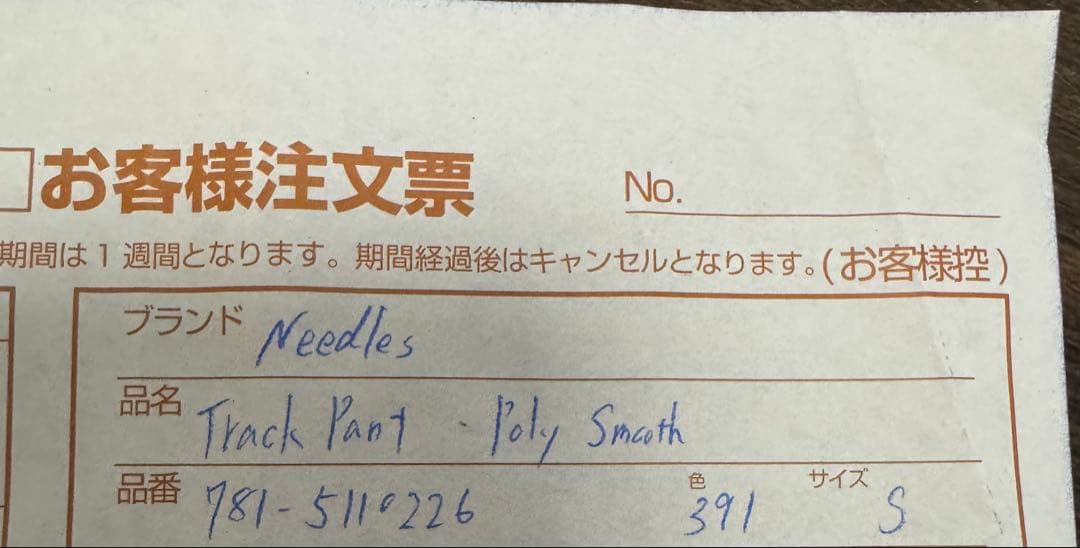 お客様注文票 No.
期間は1週間となります。期間経過後はキャンセルとなります。(お客様控)
ブランド Needles
品名 Track Pant - Poly Smooth
品番 781-5110226 色 391 サイズ S